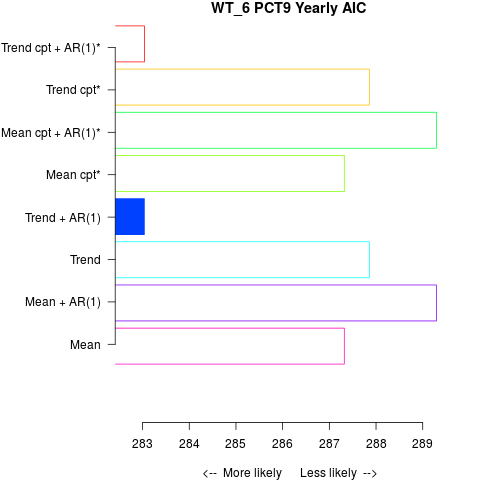 WT_6 PCT9 Yearly AIC
Trend cpt + AR(1)*
Trend cpt*
Mean cpt + AR(1)*
Mean cpt*
Trend + AR(1)
Trend
Mean + AR(1)
Mean
283 284 285 286 287 288 289
<-- More likely Less likely -->